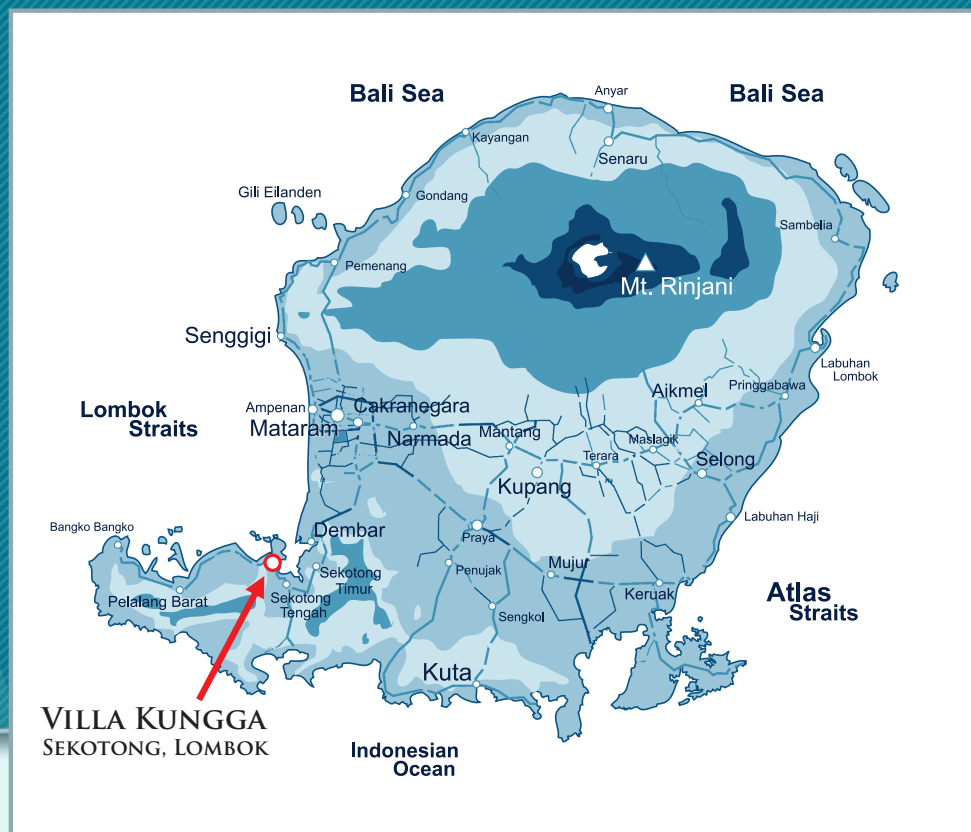 Bali Sea
Bali Sea
Anyar
Kayangan
Senaru
Gili Eilanden
Gondang
Sambelia
Pemenang
Mt. Rinjani
Senggigi
Labuhan
Lombok
Aikmel
Pringgabawa
Lombok
Straits
Ampenan
Cakranegara
Mataram
Narmada
Mantang
Maslagik
Terara
Selong
Kupang
Labuhan Haji
Bangko Bangko
Dembar
Praya
Sekotong
Timur
Penujak
Mujur
Pelalang Barat
Sekotong
Tengah
Keruak
Atlas
Straits
Sengkol
Kuta
Villa Kungga
Sekotong, Lombok
Indonesian
Ocean